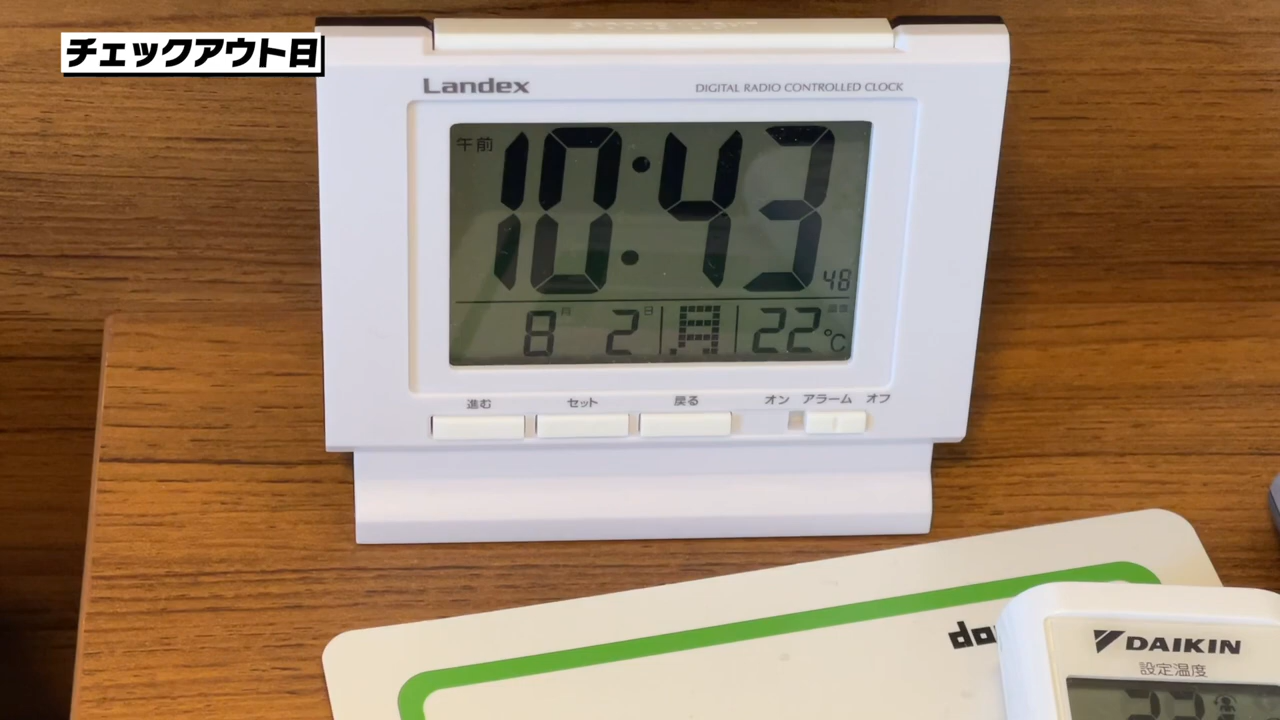 チェックアウト日
Landex
DIGITAL RADIO CONTROLLED CLOCK
午前 10:43 48
8月 2日 月 22℃
進む セット 戻る オン アラーム オフ
DAIKIN
設定温度